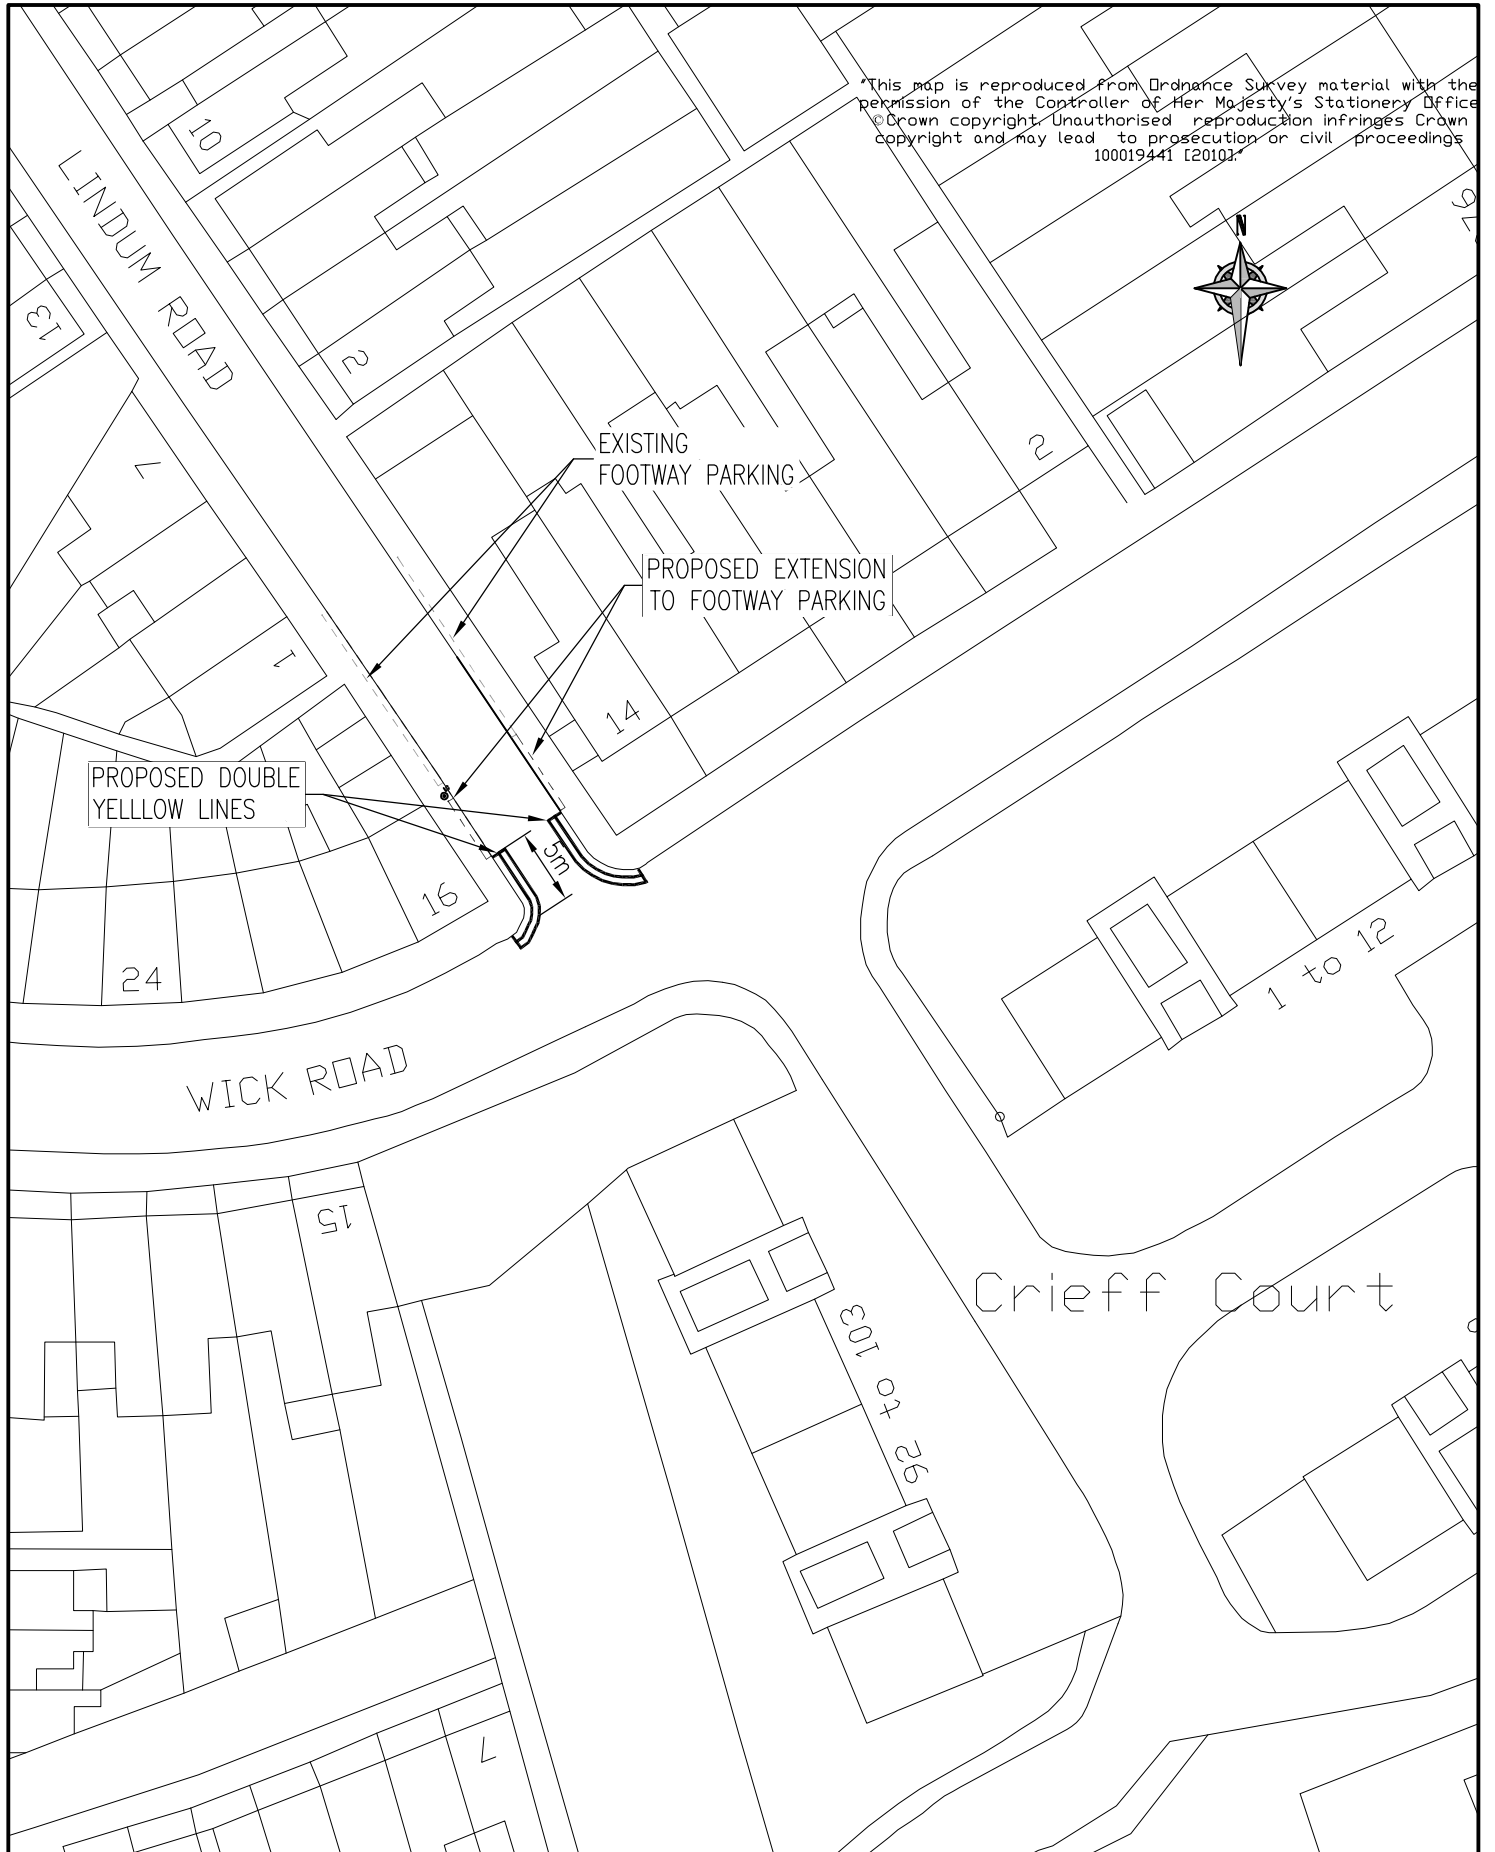 "This map is reproduced from Ordnance Survey material with the
permission of the Controller of Her Majesty's Stationery Office
©Crown copyright. Unauthorised reproduction infringes Crown
copyright and may lead to prosecution or civil proceedings
100019441 [2010]."
10
LINDUM ROAD
N
13
2
EXISTING
FOOTWAY PARKING
2
7
PROPOSED EXTENSION
TO FOOTWAY PARKING
1
14
PROPOSED DOUBLE
YELLLOW LINES
5m
16
24
1 to 12
WICK ROAD
15
Crieff Court
92 to 103
7